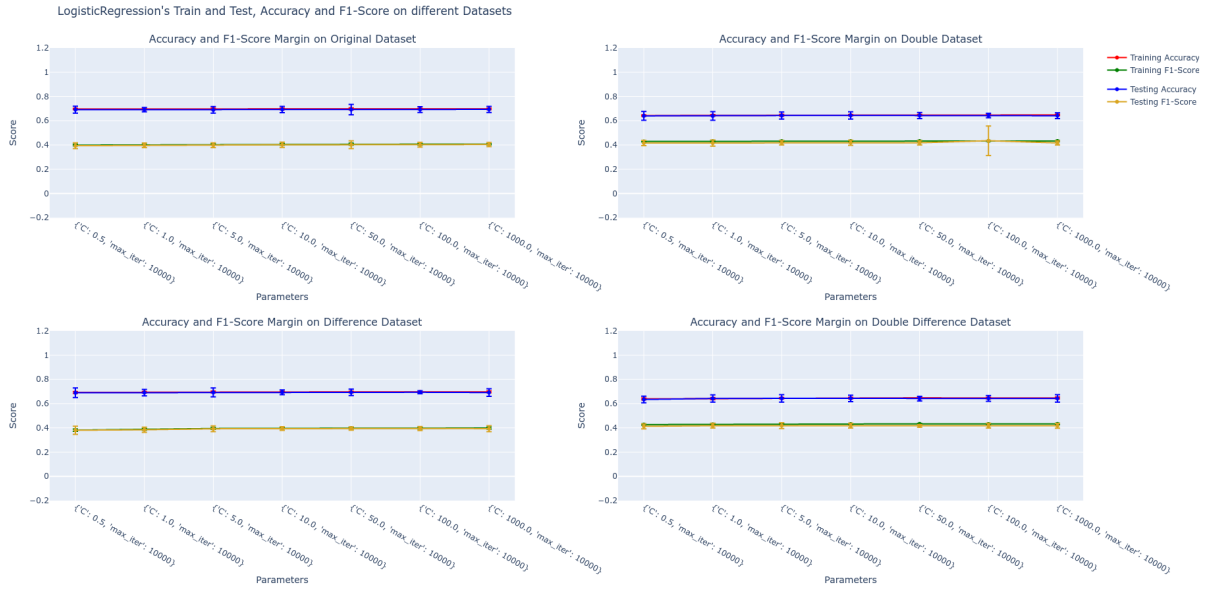 LogisticRegression's Train and Test, Accuracy and F1-Score on different Datasets
Accuracy and F1-Score Margin on Original Dataset
1.2
1
0.8
0.6
0.4
0.2
0
−0.2
Score
{'C': 0.5, 'max_iter': 10000}
{'C': 1.0, 'max_iter': 10000}
{'C': 5.0, 'max_iter': 10000}
{'C': 10.0, 'max_iter': 10000}
{'C': 50.0, 'max_iter': 10000}
{'C': 100.0, 'max_iter': 10000}
{'C': 1000.0, 'max_iter': 10000}
Parameters
Accuracy and F1-Score Margin on Double Dataset
1.2
1
0.8
0.6
0.4
0.2
0
−0.2
Score
{'C': 0.5, 'max_iter': 10000}
{'C': 1.0, 'max_iter': 10000}
{'C': 5.0, 'max_iter': 10000}
{'C': 10.0, 'max_iter': 10000}
{'C': 50.0, 'max_iter': 10000}
{'C': 100.0, 'max_iter': 10000}
{'C': 1000.0, 'max_iter': 10000}
Parameters
Training Accuracy
Training F1-Score
Testing Accuracy
Testing F1-Score
Accuracy and F1-Score Margin on Difference Dataset
1.2
1
0.8
0.6
0.4
0.2
0
−0.2
Score
{'C': 0.5, 'max_iter': 10000}
{'C': 1.0, 'max_iter': 10000}
{'C': 5.0, 'max_iter': 10000}
{'C': 10.0, 'max_iter': 10000}
{'C': 50.0, 'max_iter': 10000}
{'C': 100.0, 'max_iter': 10000}
{'C': 1000.0, 'max_iter': 10000}
Parameters
Accuracy and F1-Score Margin on Double Difference Dataset
1.2
1
0.8
0.6
0.4
0.2
0
−0.2
Score
{'C': 0.5, 'max_iter': 10000}
{'C': 1.0, 'max_iter': 10000}
{'C': 5.0, 'max_iter': 10000}
{'C': 10.0, 'max_iter': 10000}
{'C': 50.0, 'max_iter': 10000}
{'C': 100.0, 'max_iter': 10000}
{'C': 1000.0, 'max_iter': 10000}
Parameters